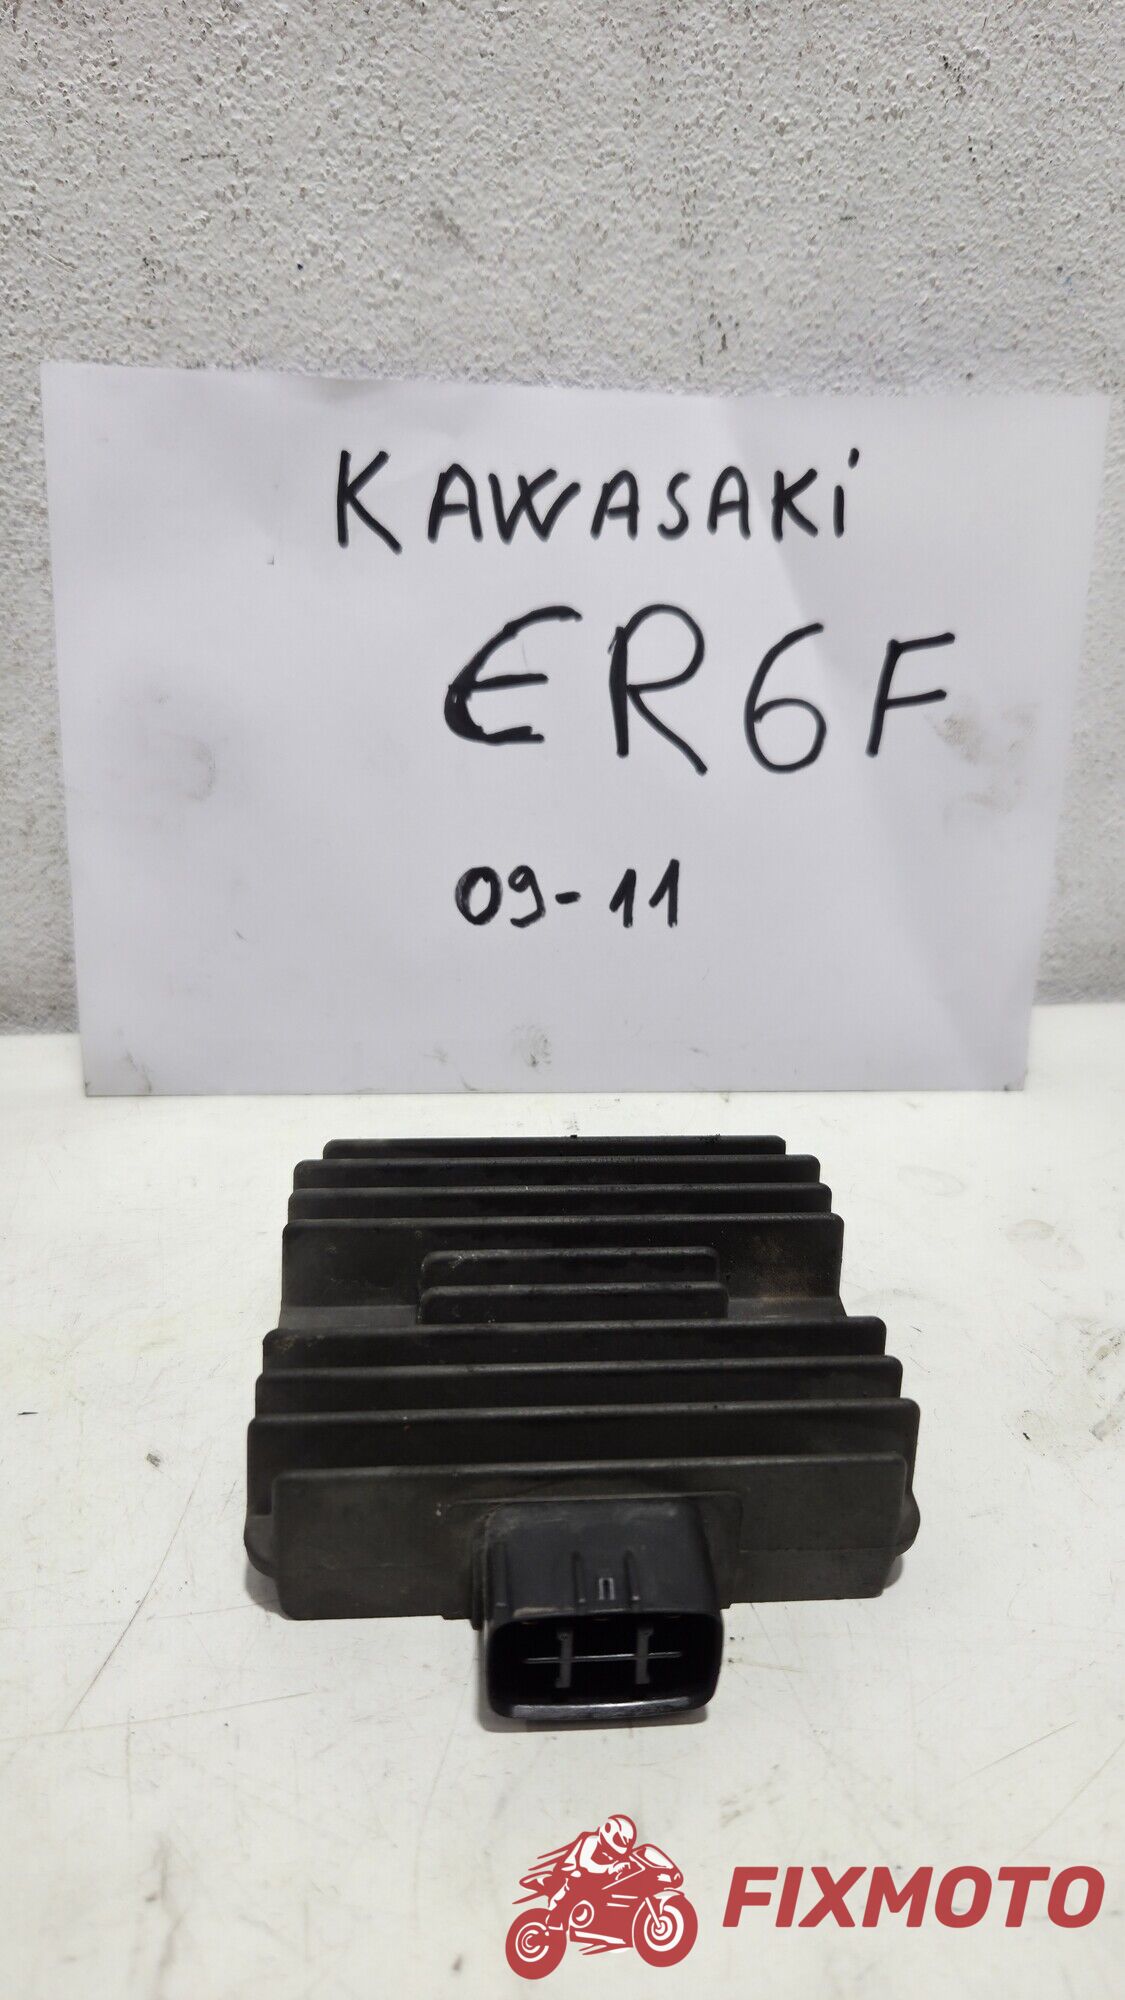 KAWASAKi
ER6F
09-11
FIXMOTO